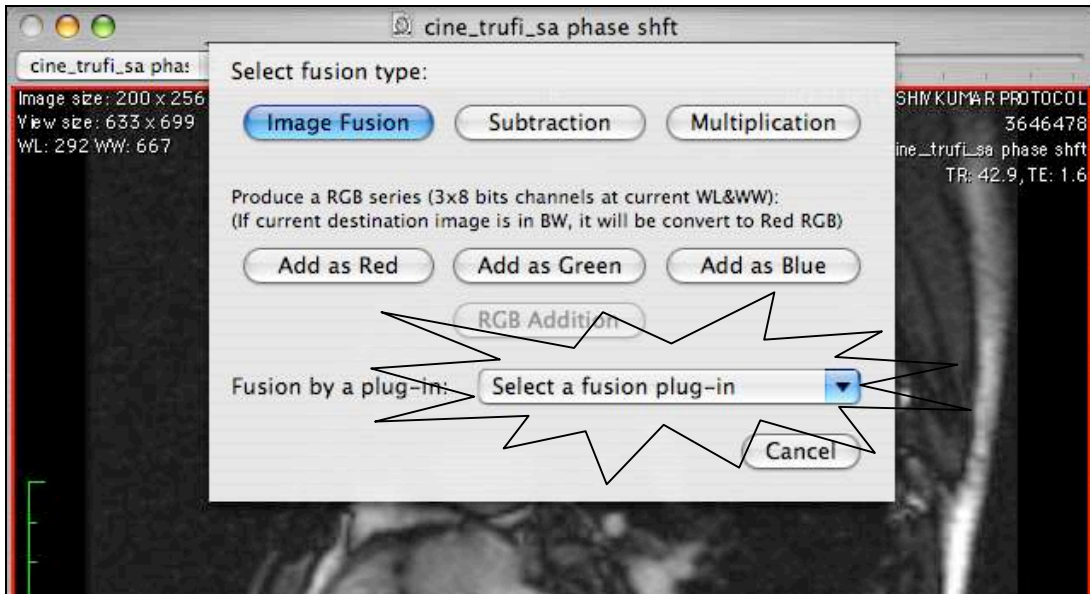 cine_trufi_sa phase shft
cine_trufi_sa pha
Select fusion type:
Image size: 200 x 256
View size: 633 x 699
WL: 292 WW: 667
SHIVKUMAR PROTOCOL
3646478
ine_trufi_sa phase shft
TR: 42.9, TE: 1.6
Image Fusion Subtraction Multiplication
Produce a RGB series (3x8 bits channels at current WL&WW):
(If current destination image is in BW, it will be convert to Red RGB)
Add as Red Add as Green Add as Blue
RGB Addition
Fusion by a plug-in: Select a fusion plug-in
Cancel